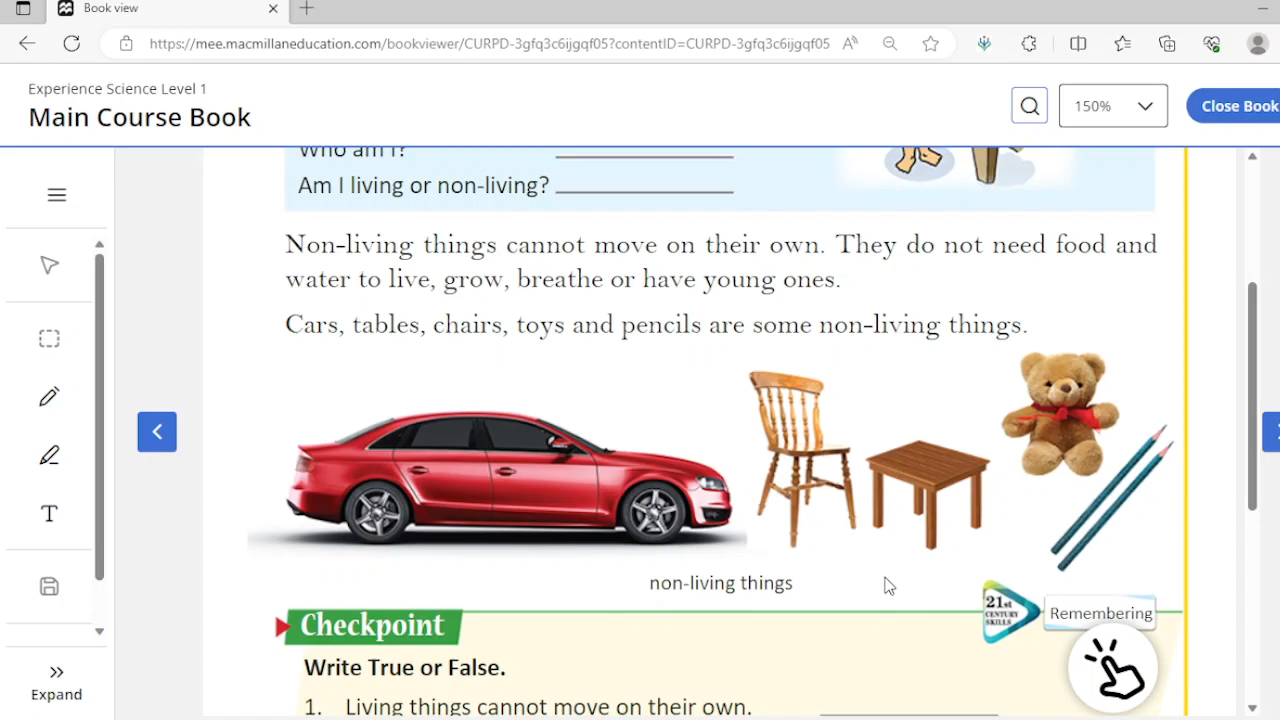 Book view
https://mee.macmillaneducation.com/bookviewer/CURPD-3gfq3c6ijgqf05?contentID=CURPD-3gfq3c6ijgqf05
Experience Science Level 1
Main Course Book
150%
Close Book
Who am I?
Am I living or non-living?
Non-living things cannot move on their own. They do not need food and
water to live, grow, breathe or have young ones.
Cars, tables, chairs, toys and pencils are some non-living things.
non-living things
Checkpoint
21st
CENTURY
SKILLS
Remembering
Write True or False.
1. Living things cannot move on their own.
T
Expand